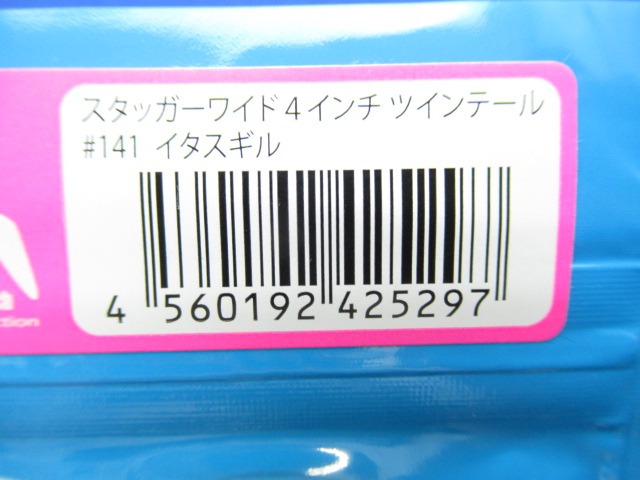 スタッガーワイド4インチ ツインテール
#141 イタスギル
4 560192 425297